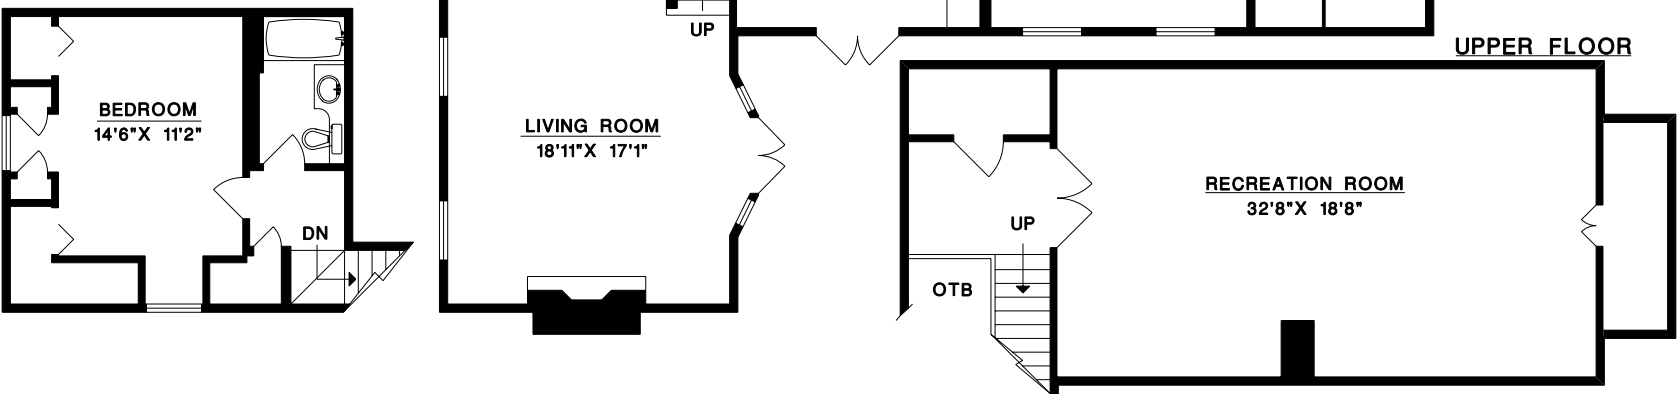 BEDROOM
14'6"X 11'2"
DN
UP
LIVING ROOM
18'11"X 17'1"
UPPER FLOOR
RECREATION ROOM
32'8"X 18'8"
UP
OTB